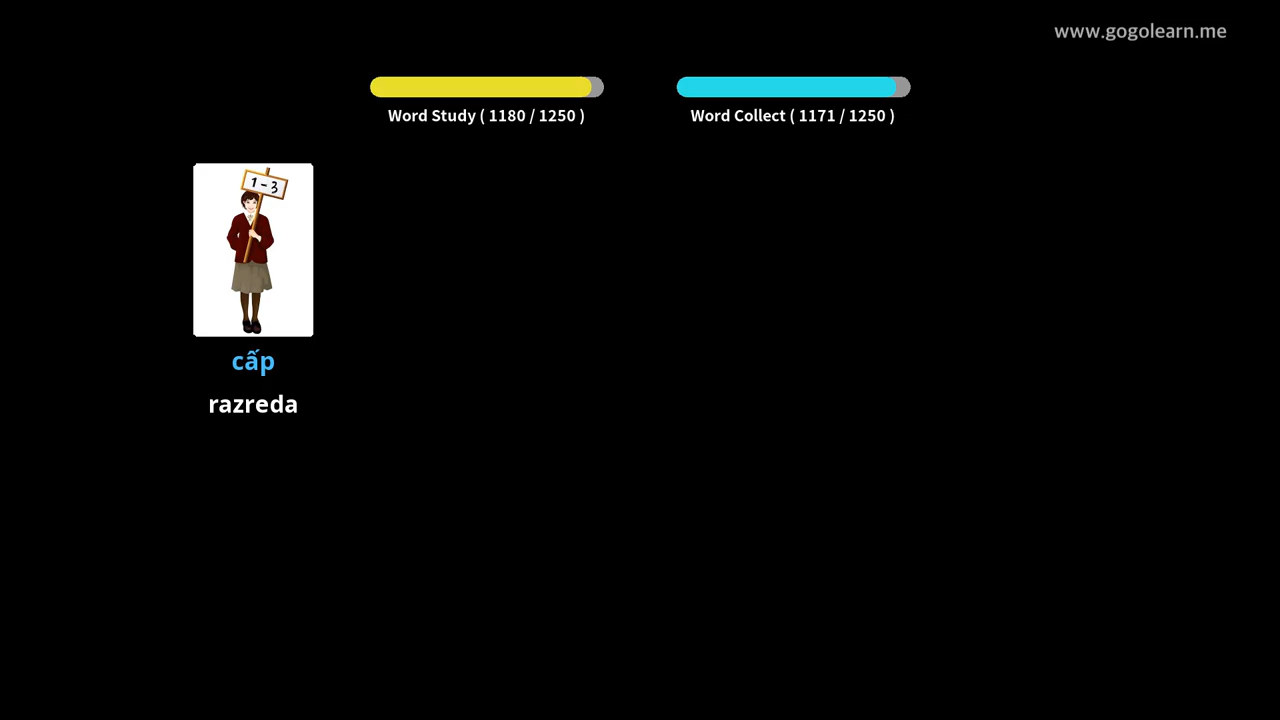 www.gogolearn.me
Word Study ( 1180 / 1250 )
Word Collect ( 1171 / 1250 )
1 - 3
cấp
razreda